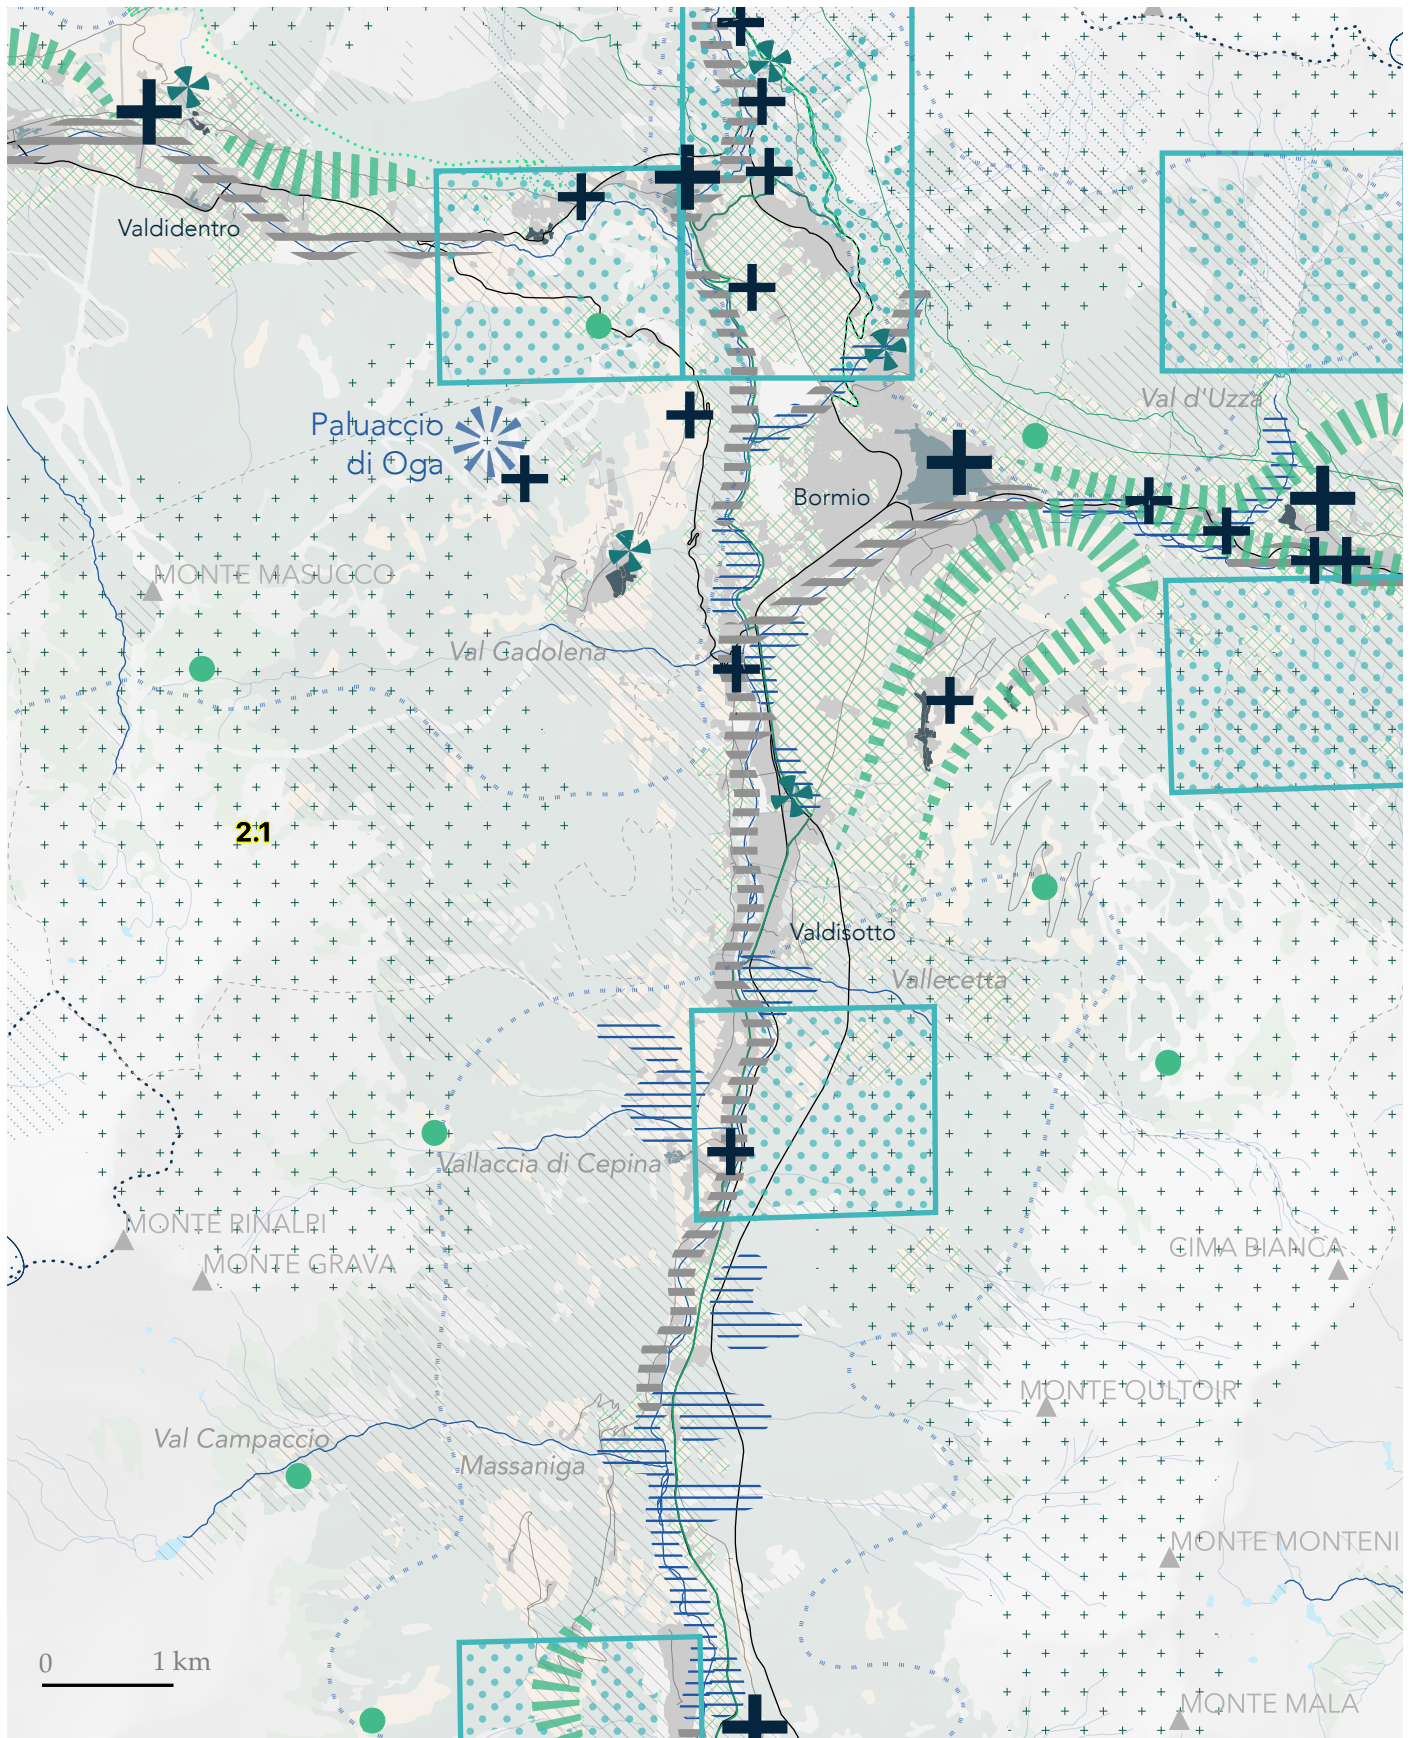 Valdidentro
Val d'Uzza
Paluaccio
di Oga
Bormio
MONTE MASUCCO
Val Gadolena
2.1
Valdisotto
Vallecetta
Vallaccia di Cepina
MONTE RINALPI
MONTE GRAVA
CIMA BIANCA
MONTE OULTOIR
Val Campaccio
Massaniga
MONTE MONTENI
0 1 km
MONTE MALA